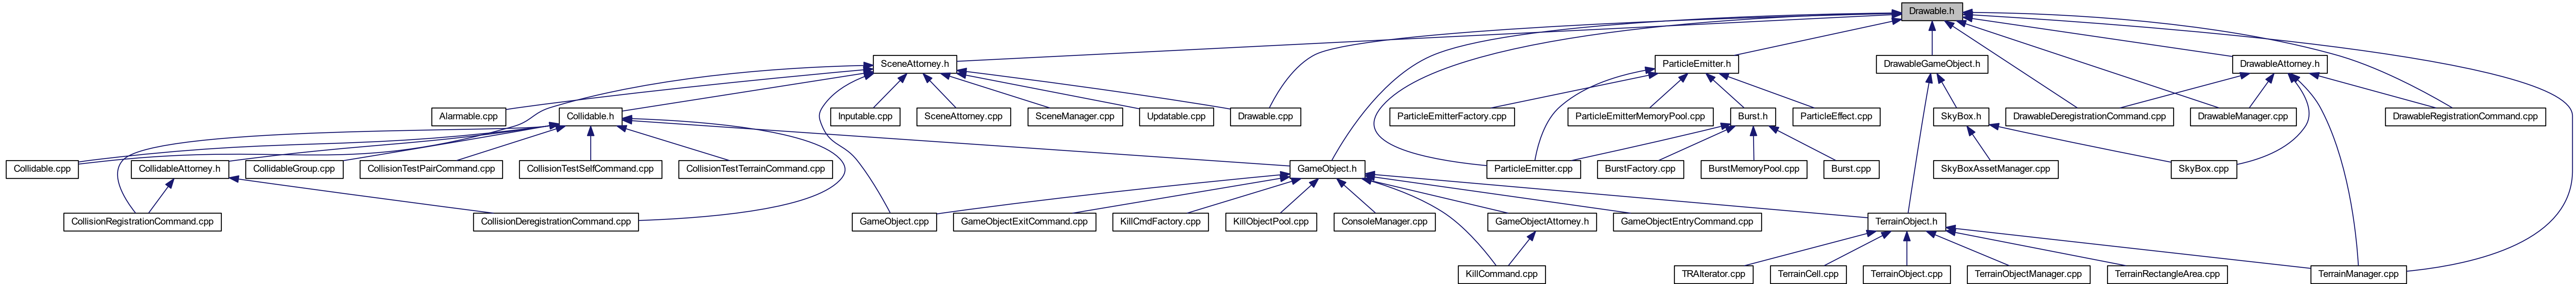 Drawable.h
SceneAttorney.h
ParticleEmitter.h
DrawableGameObject.h
DrawableAttorney.h
Alarmable.cpp
Collidable.h
Inputable.cpp
SceneAttorney.cpp
SceneManager.cpp
Updatable.cpp
Drawable.cpp
ParticleEmitterFactory.cpp
ParticleEmitterMemoryPool.cpp
Burst.h
ParticleEffect.cpp
SkyBox.h
DrawableDeregistrationCommand.cpp
DrawableManager.cpp
DrawableRegistrationCommand.cpp
Collidable.cpp
CollidableAttorney.h
CollidableGroup.cpp
CollisionTestPairCommand.cpp
CollisionTestSelfCommand.cpp
CollisionTestTerrainCommand.cpp
GameObject.h
ParticleEmitter.cpp
BurstFactory.cpp
BurstMemoryPool.cpp
Burst.cpp
SkyBoxAssetManager.cpp
SkyBox.cpp
CollisionRegistrationCommand.cpp
CollisionDeregistrationCommand.cpp
GameObject.cpp
GameObjectExitCommand.cpp
KillCmdFactory.cpp
KillObjectPool.cpp
ConsoleManager.cpp
GameObjectAttorney.h
GameObjectEntryCommand.cpp
TerrainObject.h
KillCommand.cpp
TRAIterator.cpp
TerrainCell.cpp
TerrainObject.cpp
TerrainObjectManager.cpp
TerrainRectangleArea.cpp
TerrainManager.cpp